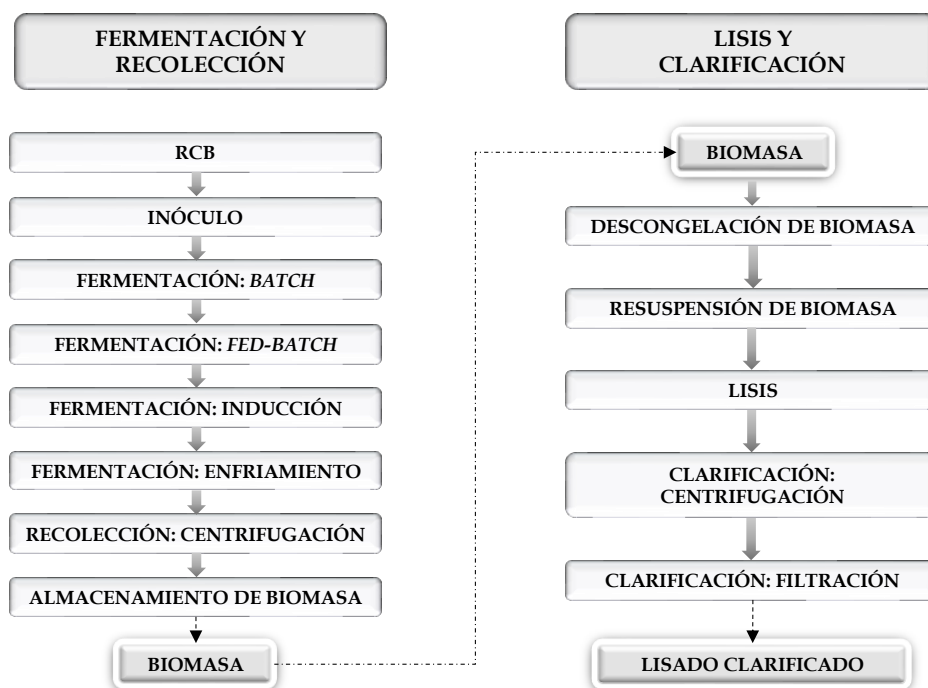 FERMENTACIÓN Y
RECOLECCIÓN
RCB
INÓCULO
FERMENTACIÓN: BATCH
FERMENTACIÓN: FED-BATCH
FERMENTACIÓN: INDUCCIÓN
FERMENTACIÓN: ENFRIAMIENTO
RECOLECCIÓN: CENTRIFUGACIÓN
ALMACENAMIENTO DE BIOMASA
BIOMASA
LISIS Y
CLARIFICACIÓN
BIOMASA
DESCONGELACIÓN DE BIOMASA
RESUSPENSIÓN DE BIOMASA
LISIS
CLARIFICACIÓN:
CENTRIFUGACIÓN
CLARIFICACIÓN: FILTRACIÓN
LISADO CLARIFICADO